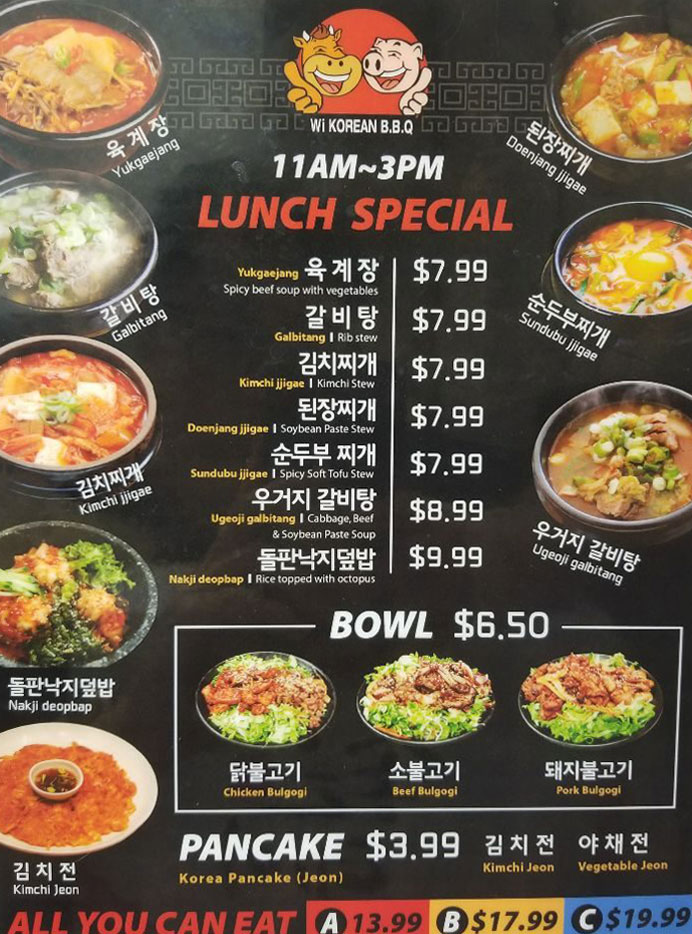 Wi KOREAN B.B.Q
11AM~3PM
LUNCH SPECIAL
육계장
Yukgaejang
갈비탕
Galbitang
김치찌개
Kimchi jjigae
돌판낙지덮밥
Nakji deopbap
김치전
Kimchi Jeon
된장찌개
Doenjang jjigae
순두부찌개
Sundubu jjigae
우거지 갈비탕
Ugeoji galbitang
Yukgaejang 육계장 $7.99
Spicy beef soup with vegetables
갈비탕 $7.99
Galbitang | Rib stew
김치찌개 $7.99
Kimchi jjigae | Kimchi Stew
된장찌개 $7.99
Doenjang jjigae | Soybean Paste Stew
순두부 찌개 $7.99
Sundubu jjigae | Spicy Soft Tofu Stew
우거지 갈비탕 $8.99
Ugeoji galbitang | Cabbage, Beef
& Soybean Paste Soup
돌판낙지덮밥 $9.99
Nakji deopbap | Rice topped with octopus
BOWL $6.50
닭불고기
Chicken Bulgogi
소불고기
Beef Bulgogi
돼지불고기
Pork Bulgogi
PANCAKE $3.99
Korea Pancake (Jeon)
김치전
Kimchi Jeon
야채전
Vegetable Jeon
ALL YOU CAN EAT A 13.99 B $17.99 C $19.99